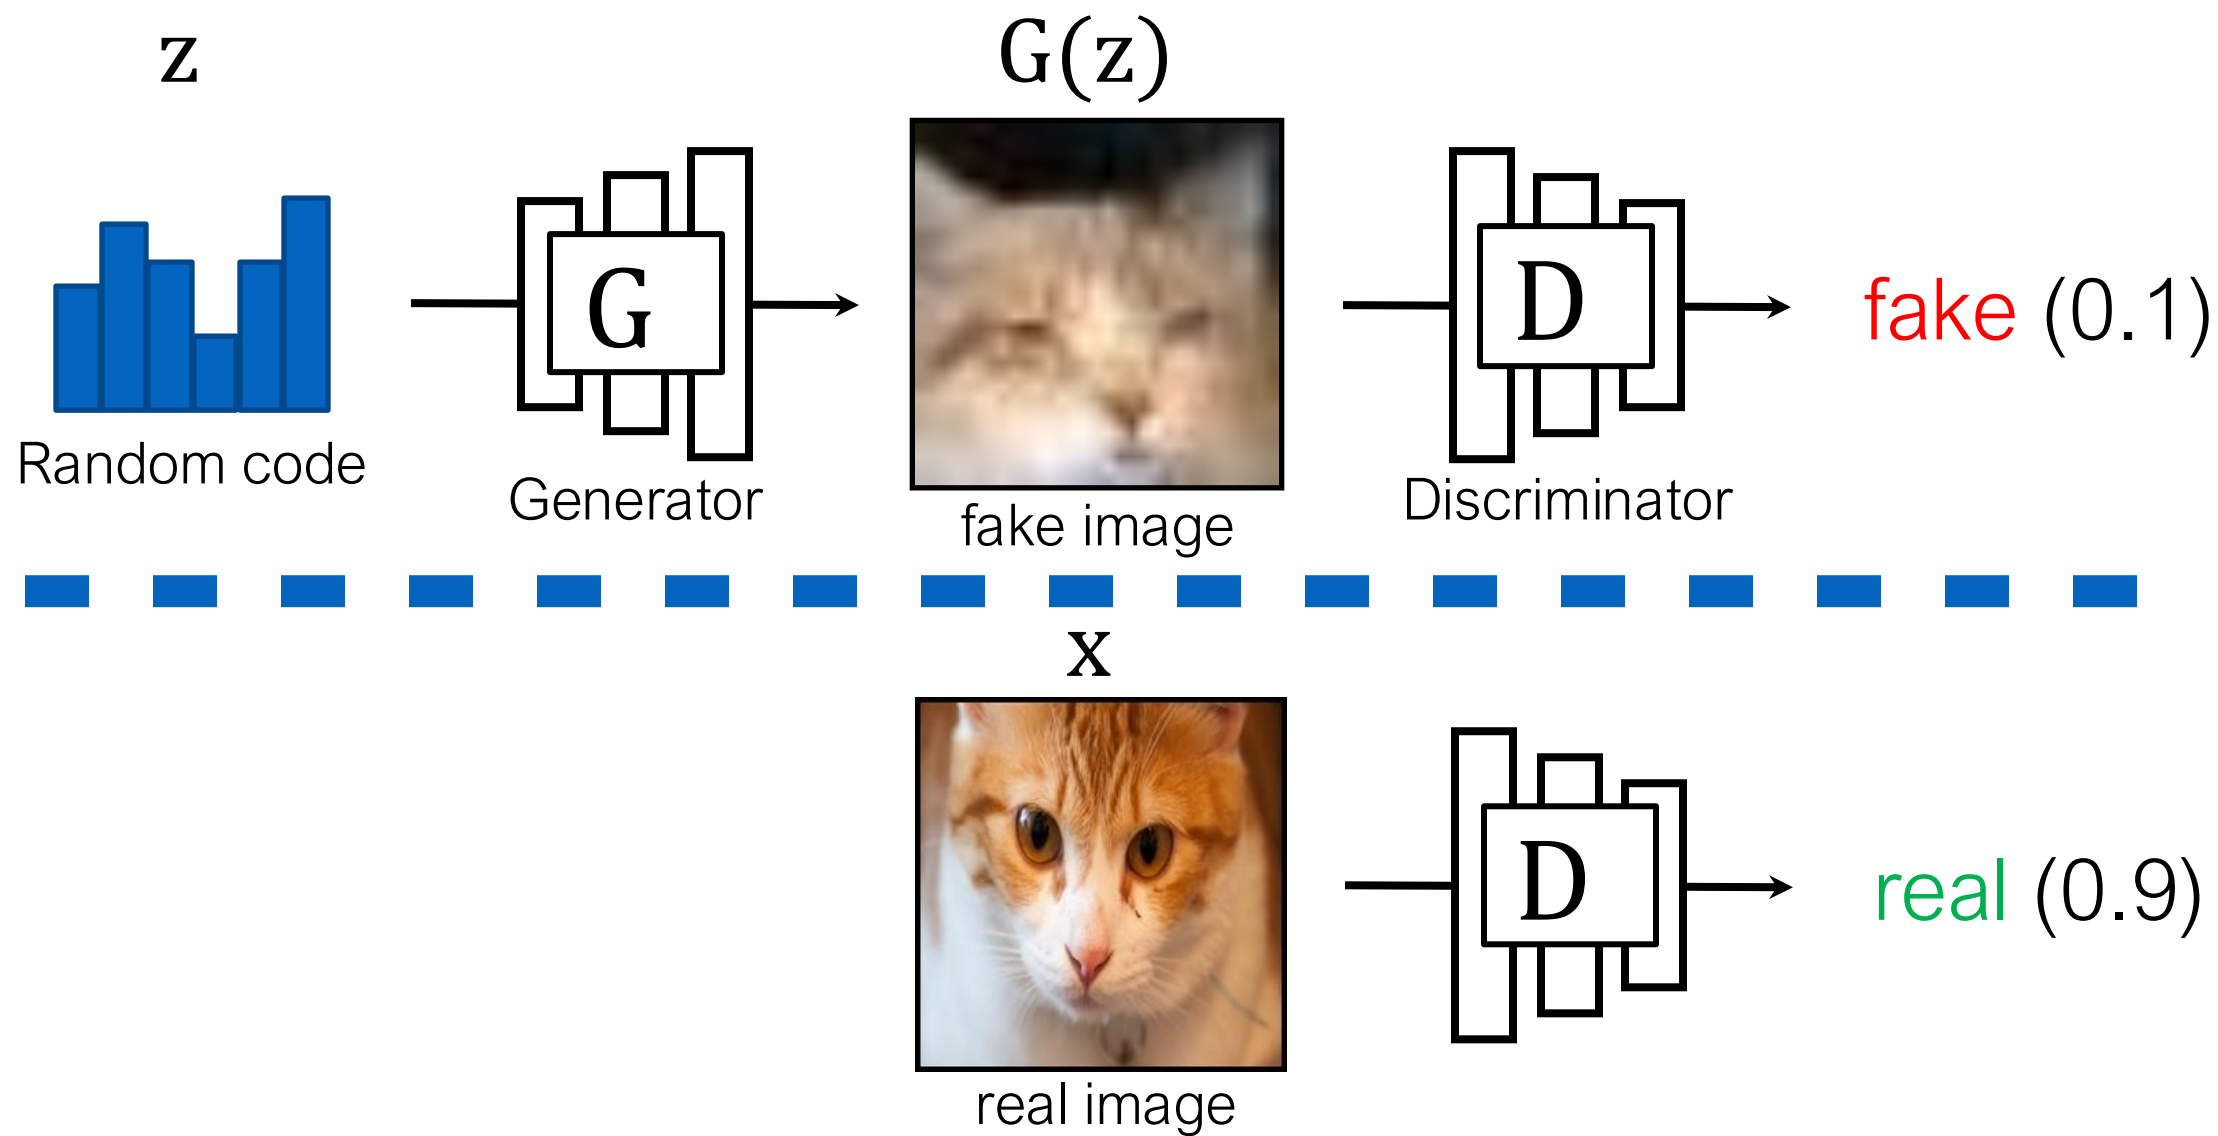 z
G(z)
G
D
fake (0.1)
Random code
Generator
fake image
Discriminator
x
D
real (0.9)
real image